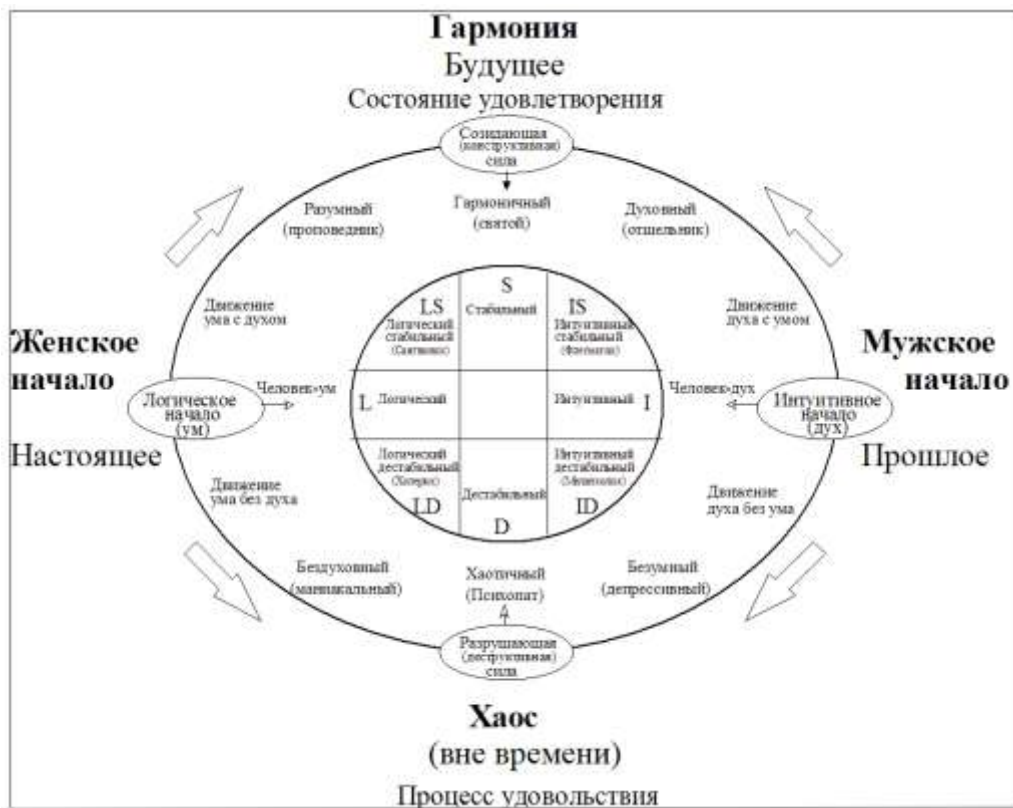 Гармония
Будущее
Состояние удовлетворения
Созидающая
(конструктивная)
сила
Разумный
(проповедник)
Гармоничный
(святой)
Духовный
(отшельник)
Движение
ума с духом
Движение
духа с умом
S
Стабильный
LS
Логический
стабильный
(Сангвиник)
IS
Интуитивный
стабильный
(Флегматик)
Женское
начало
Мужское
начало
Логическое
начало
(ум)
Человек»ум
L Логический
Интуитивный I
Человек»дух
Интуитивное
начало
(дух)
Настоящее
Прошлое
Логический
дестабильный
(Холерик)
LD
Дестабильный
D
Интуитивный
дестабильный
(Меланхолик)
ID
Движение
ума без духа
Движение
духа без ума
Бездуховный
(маниакальный)
Хаотичный
(Психопат)
Безумный
(депрессивный)
Разрушающая
(деструктивная)
сила
Хаос
(вне времени)
Процесс удовольствия